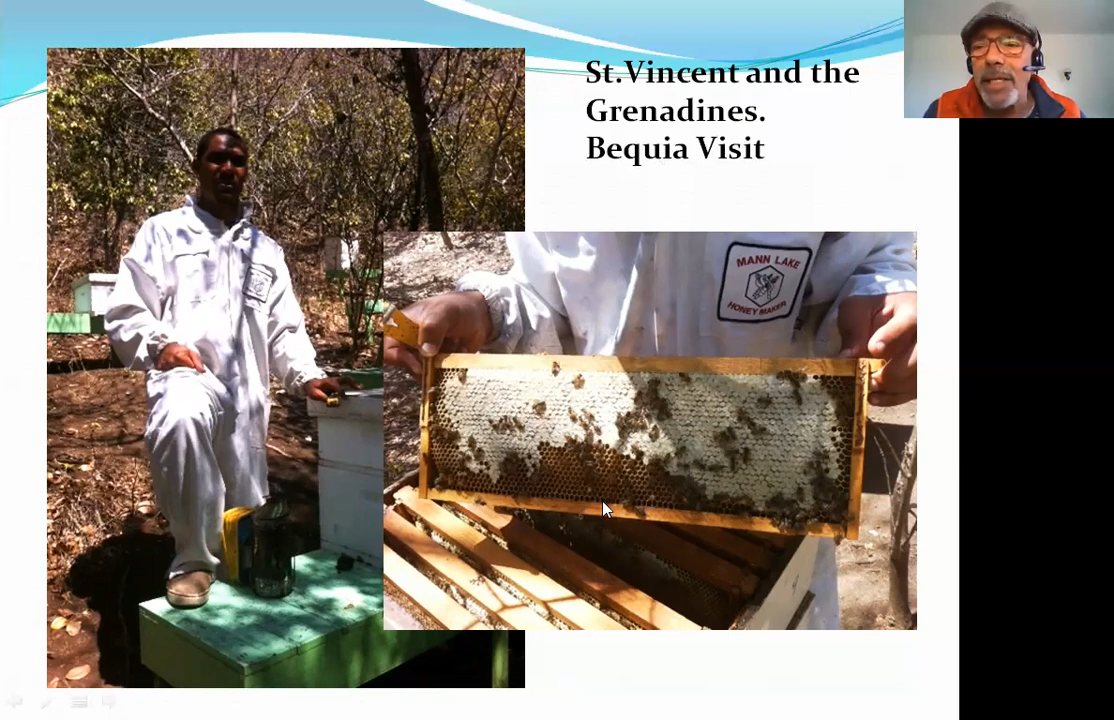 St.Vincent and the
Grenadines.
Bequia Visit
MANN LAKE
HONEY MAKER